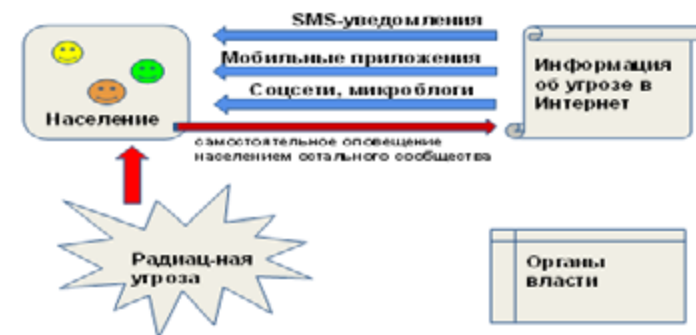 SMS-уведомления
Мобильные приложения
Соцсети, микроблоги
Информация
об угрозе в
Интернет
Население
самостоятельное оповещение
населением остального сообщества
Радиац-ная
угроза
Органы
власти